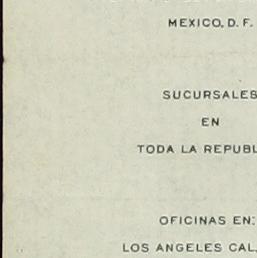 MEXICO, D. F.
SUCURSALES
EN
TODA LA REPUBL
OFICINAS EN:
LOS ANGELES CAL.